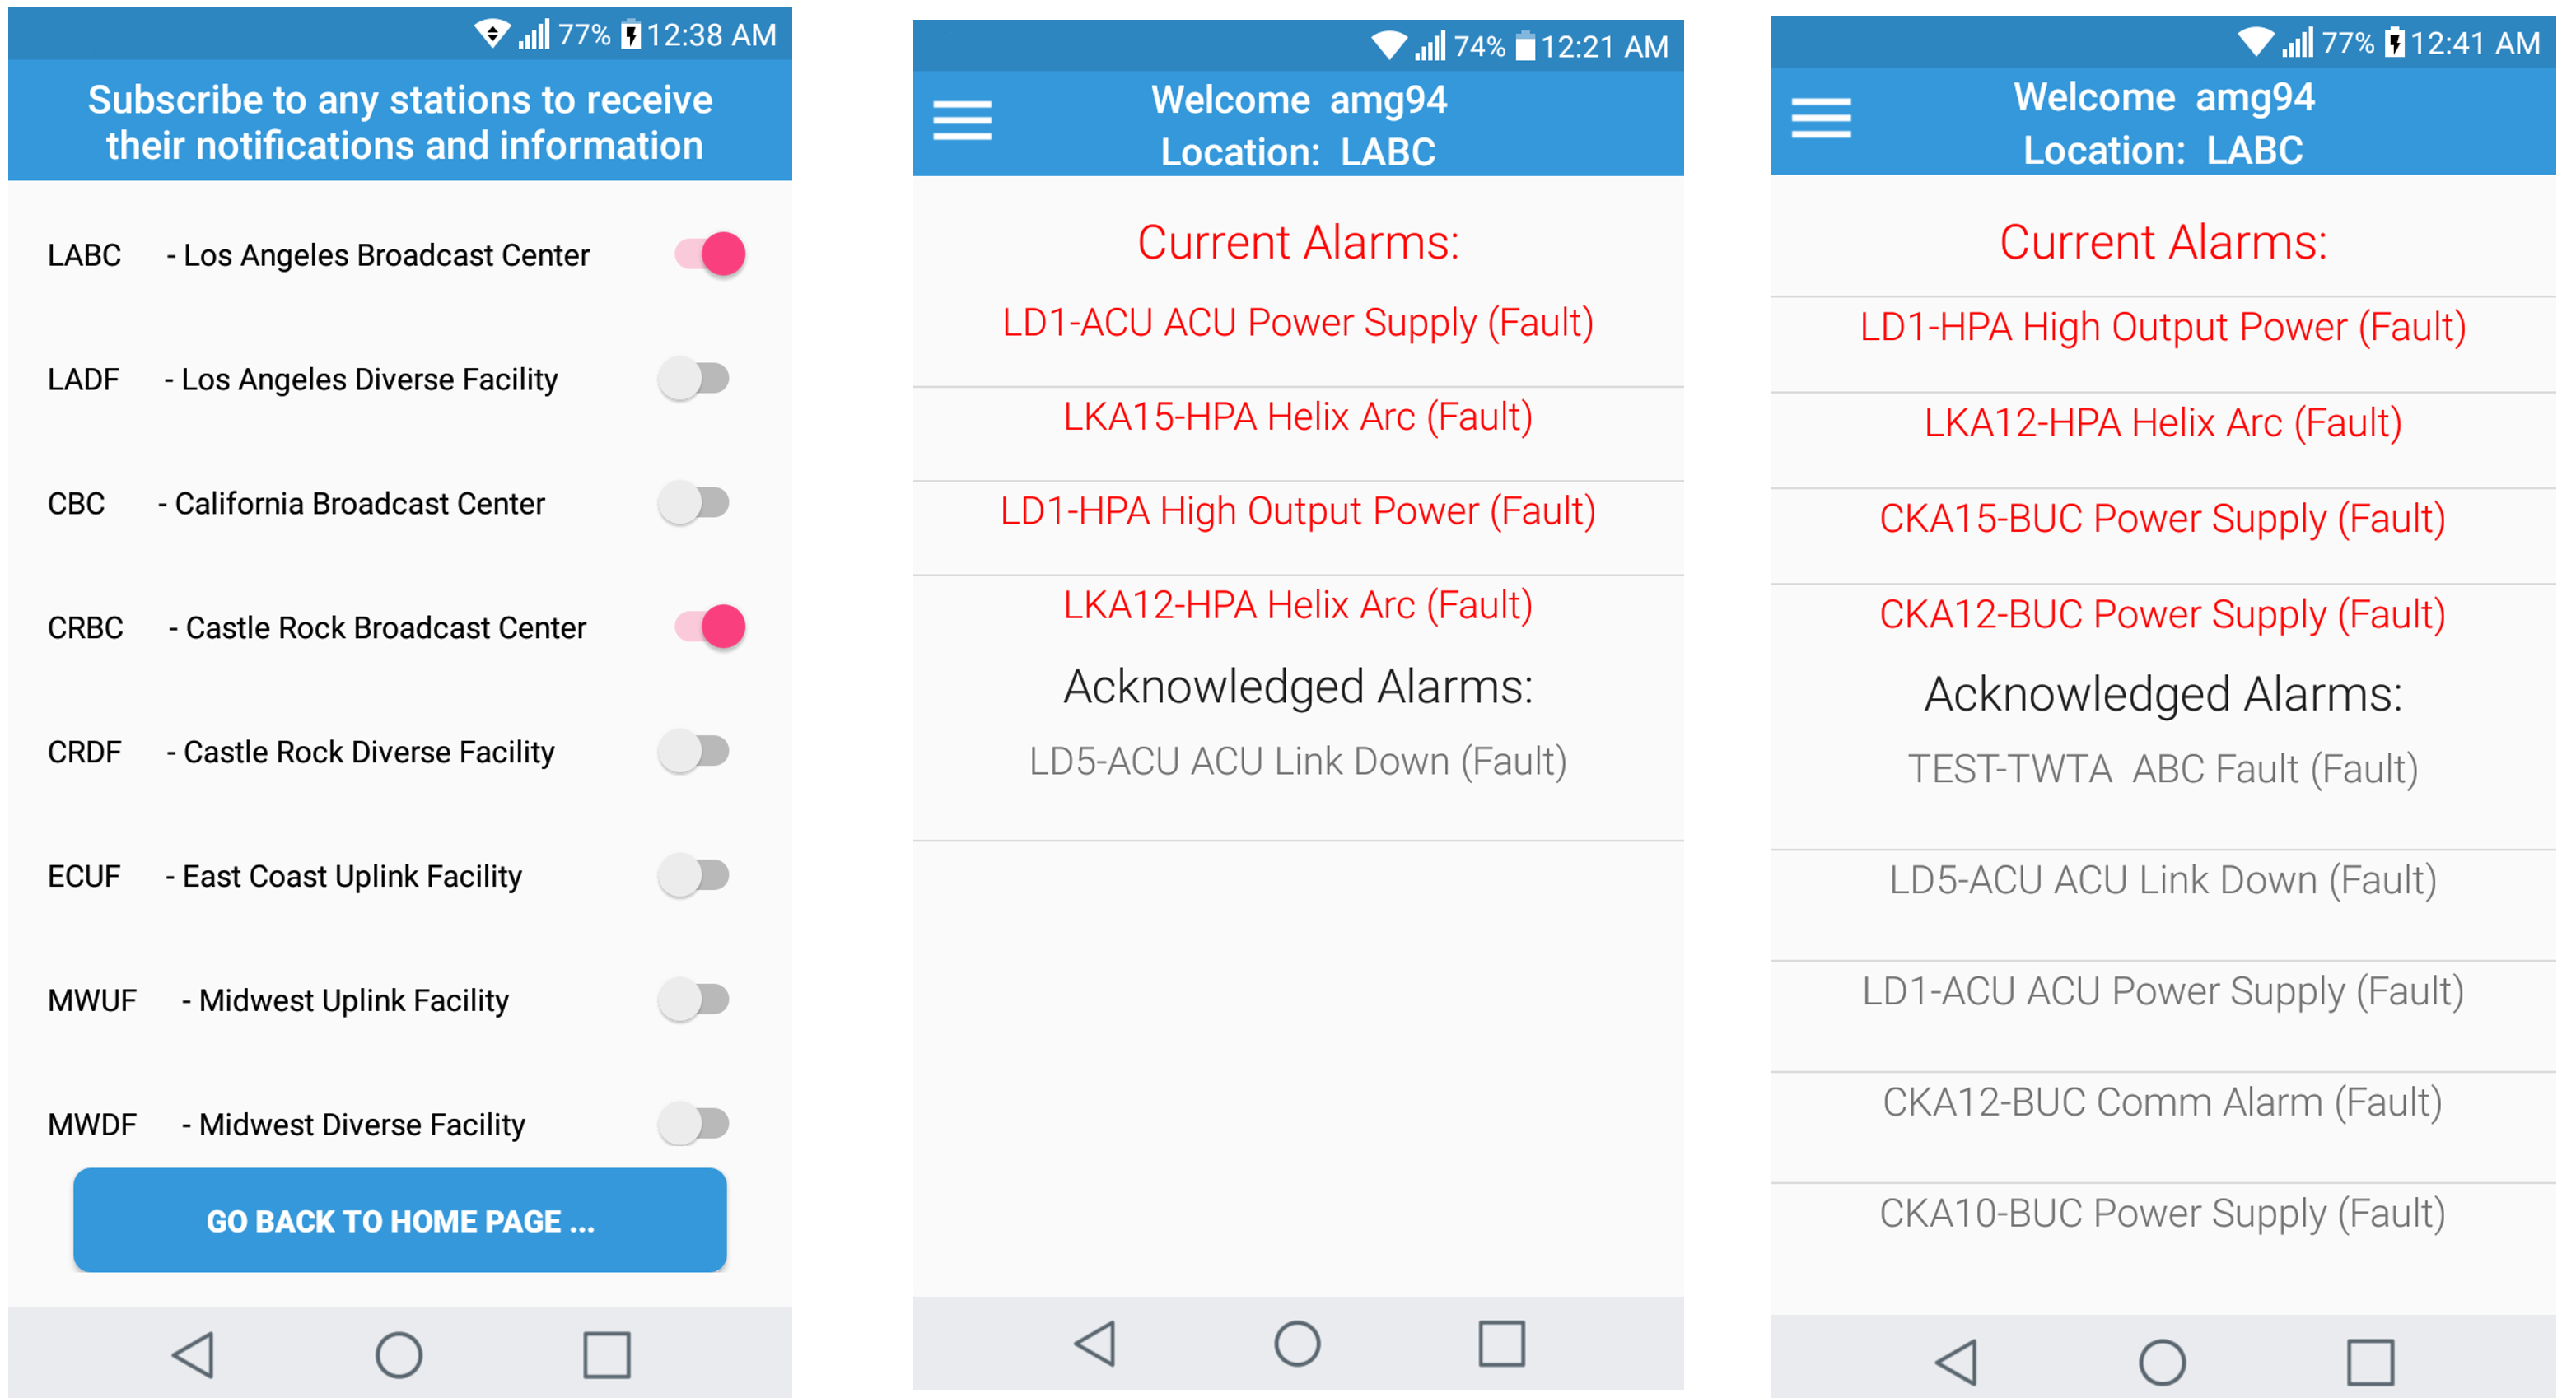 77% 12:38 AM
Subscribe to any stations to receive
their notifications and information
LABC - Los Angeles Broadcast Center
LADF - Los Angeles Diverse Facility
CBC - California Broadcast Center
CRBC - Castle Rock Broadcast Center
CRDF - Castle Rock Diverse Facility
ECUF - East Coast Uplink Facility
MWUF - Midwest Uplink Facility
MWDF - Midwest Diverse Facility
GO BACK TO HOME PAGE ...
74% 12:21 AM
Welcome amg94
Location: LABC
Current Alarms:
LD1-ACU ACU Power Supply (Fault)
LKA15-HPA Helix Arc (Fault)
LD1-HPA High Output Power (Fault)
LKA12-HPA Helix Arc (Fault)
Acknowledged Alarms:
LD5-ACU ACU Link Down (Fault)
77% 12:41 AM
Welcome amg94
Location: LABC
Current Alarms:
LD1-HPA High Output Power (Fault)
LKA12-HPA Helix Arc (Fault)
CKA15-BUC Power Supply (Fault)
CKA12-BUC Power Supply (Fault)
Acknowledged Alarms:
TEST-TWTA ABC Fault (Fault)
LD5-ACU ACU Link Down (Fault)
LD1-ACU ACU Power Supply (Fault)
CKA12-BUC Comm Alarm (Fault)
CKA10-BUC Power Supply (Fault)